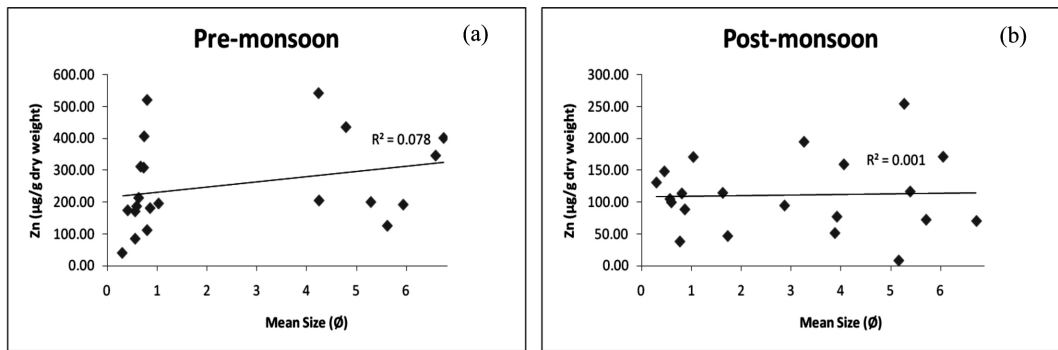 Pre-monsoon
(a)
600.00
500.00
400.00
300.00
200.00
100.00
0.00
Zn (µg/g dry weight)
R² = 0.078
0 1 2 3 4 5 6
Mean Size (Ø)
Post-monsoon
(b)
300.00
250.00
200.00
150.00
100.00
50.00
0.00
Zn (µg/g dry weight)
R² = 0.001
0 1 2 3 4 5 6
Mean Size (Ø)